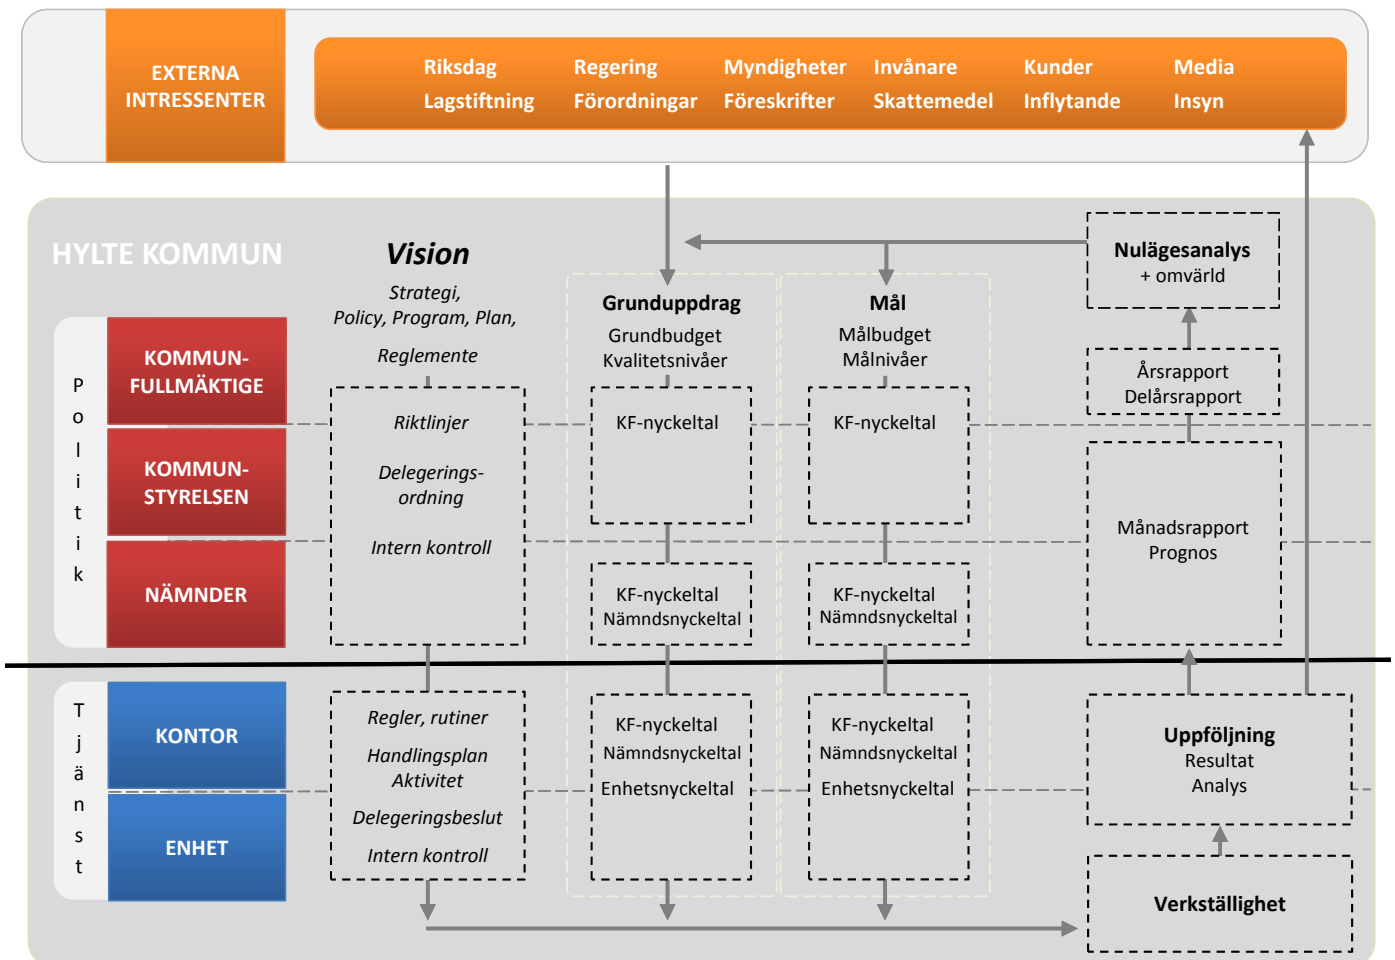 EXTERNA
INTRESSENTER
Riksdag Regering Myndigheter Invånare Kunder Media
Lagstiftning Förordningar Föreskrifter Skattemedel Inflytande Insyn
HYLTE KOMMUN
Politik
KOMMUN-
FULLMÄKTIGE
KOMMUN-
STYRELSEN
NÄMNDER
Tjänst
KONTOR
ENHET
Vision
Strategi,
Policy, Program, Plan,
Reglemente
Riktlinjer
Delegerings-
ordning
Intern kontroll
Regler, rutiner
Handlingsplan
Aktivitet
Delegeringsbeslut
Intern kontroll
Grunduppdrag
Grundbudget
Kvalitetsnivåer
KF-nyckeltal
KF-nyckeltal
Nämndsnyckeltal
KF-nyckeltal
Nämndsnyckeltal
Enhetsnyckeltal
Mål
Målbudget
Målnivåer
KF-nyckeltal
KF-nyckeltal
Nämndsnyckeltal
KF-nyckeltal
Nämndsnyckeltal
Enhetsnyckeltal
Nulägesanalys
+ omvärld
Årsrapport
Delårsrapport
Månadsrapport
Prognos
Uppföljning
Resultat
Analys
Verkställighet